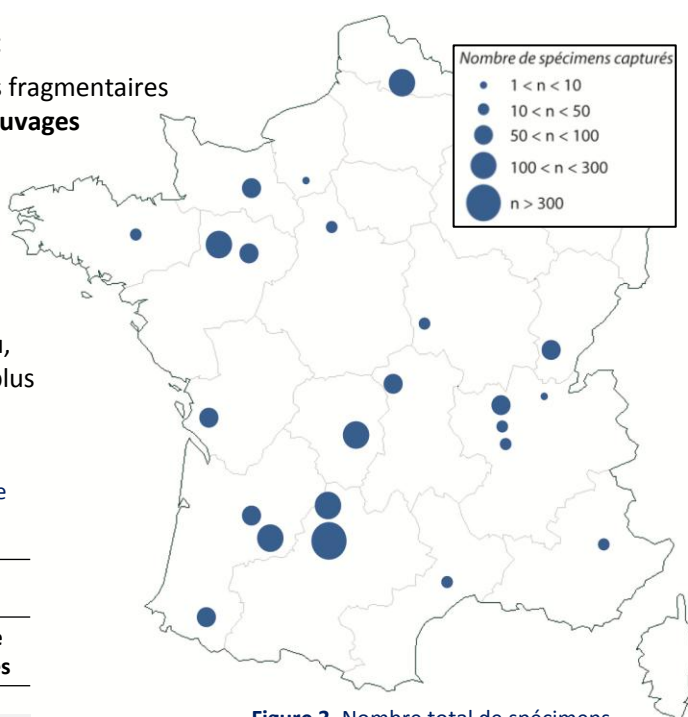 s fragmentaires
uvages
plus
e
s
Nombre de spécimens capturés
1 < n < 10
10 < n < 50
50 < n < 100
100 < n < 300
n > 300
Figure 2. Nombre total de spécimens